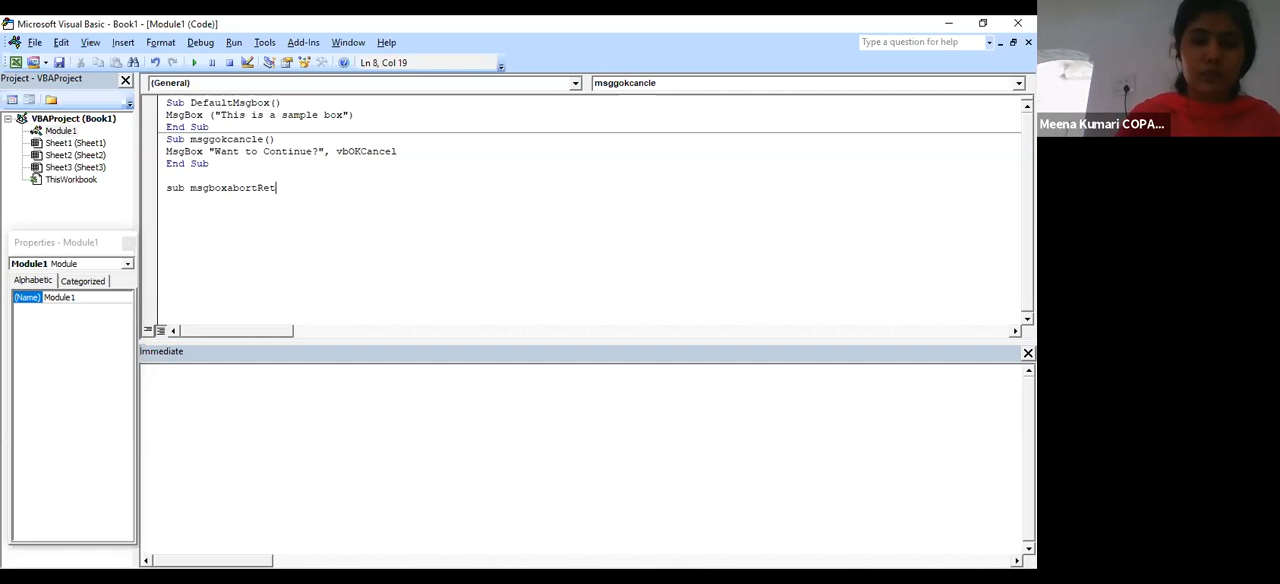 Microsoft Visual Basic - Book1 - [Module1 (Code)]
File Edit View Insert Format Debug Run Tools Add-Ins Window Help
Type a question for help
Ln 8, Col 19
Project - VBAProject
(General)
msggokcancle
VBAProject (Book1)
Module1
Sheet1 (Sheet1)
Sheet2 (Sheet2)
Sheet3 (Sheet3)
ThisWorkbook
Sub DefaultMsgbox()
MsgBox ("This is a sample box")
End Sub
Sub msggokcancle()
MsgBox "Want to Continue?", vbOKCancel
End Sub
sub msgboxabortRet
Properties - Module1
Module1 Module
Alphabetic Categorized
(Name) Module1
Immediate
Meena Kumari COPA...